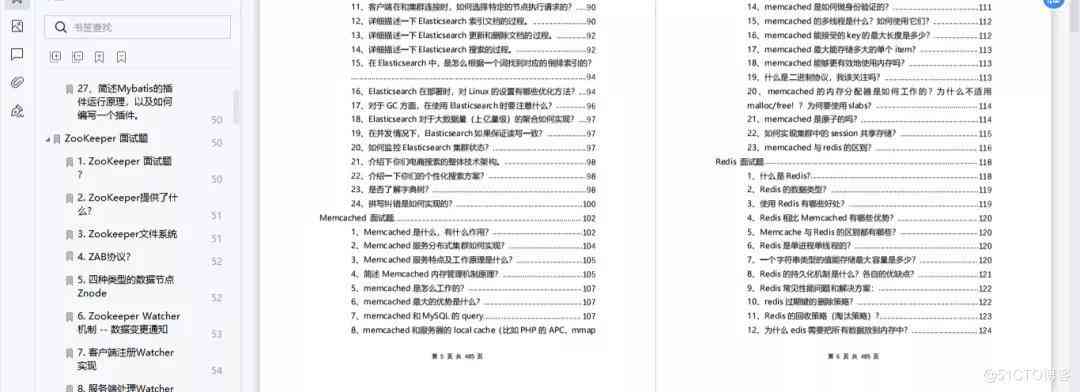 书签查找
27、简述Mybatis的插
件运行原理，以及如何
编写一个插件。
50
ZooKeeper 面试题
50
1. ZooKeeper 面试题
？
50
2. ZooKeeper提供了什
么？
51
3. Zookeeper文件系统
51
4. ZAB协议？
52
5. 四种类型的数据节点
Znode
52
6. Zookeeper Watcher
机制 -- 数据变更通知
53
7. 客户端注册Watcher
实现
54
8. 服务端处理Watcher
11、客户端在和集群连接时，如何选择特定的节点执行请求的？...90
12、详细描述一下 Elasticsearch 索引文档的过程。...90
13、详细描述一下 Elasticsearch 更新和删除文档的过程。...92
14、详细描述一下 Elasticsearch 搜索的过程。...92
15、在 Elasticsearch 中，是怎么根据一个词找到对应的倒排索引的？
...94
16、Elasticsearch 在部署时，对 Linux 的设置有哪些优化方法？...94
17、对于 GC 方面，在使用 Elasticsearch 时要注意什么？...96
18、Elasticsearch 对于大数据量（上亿量级）的聚合如何实现？...97
19、在并发情况下，Elasticsearch 如果保证读写一致？...97
20、如何监控 Elasticsearch 集群状态？...97
21、介绍下你们电商搜索的整体技术架构。...98
22、介绍一下你们的个性化搜索方案？...98
23、是否了解字典树？...98
24、拼写纠错是如何实现的？...100
Memcached 面试题...102
1、Memcached 是什么，有什么作用？...102
2、Memcached 服务分布式集群如何实现？...104
3、Memcached 服务特点及工作原理是什么？...105
4、简述 Memcached 内存管理机制原理？...105
5、memcached 是怎么工作的？...107
6、memcached 最大的优势是什么？...107
7、memcached 和 MySQL 的 query...107
8、memcached 和服务器的 local cache（比如 PHP 的 APC、mmap
第 5 页 共 485 页
14、memcached 是如何做身份验证的？...111
15、memcached 的多线程是什么？如何使用它们？...112
16、memcached 能接受的 key 的最大长度是多少？...112
17、memcached 最大能存储多大的单个 item？...113
18、memcached 能够更有效地使用内存吗？...113
19、什么是二进制协议，我该关注吗？...113
20、memcached 的内存分配器是如何工作的？为什么不适用
malloc/free！？为何要使用 slabs？...114
21、memcached 是原子的吗？...114
22、如何实现集群中的 session 共享存储？...115
23、memcached 与 redis 的区别？...116
Redis 面试题...118
1、什么是 Redis?...118
2、Redis 的数据类型？...119
3、使用 Redis 有哪些好处？...119
4、Redis 相比 Memcached 有哪些优势？...120
5、Memcache 与 Redis 的区别都有哪些？...120
6、Redis 是单进程单线程的？...120
7、一个字符串类型的值能存储最大容量是多少？...120
8、Redis 的持久化机制是什么？各自的优缺点？...121
9、Redis 常见性能问题和解决方案：...122
10、redis 过期键的删除策略？...122
11、Redis 的回收策略（淘汰策略）?...123
12、为什么 edis 需要把所有数据放到内存中？...124
第 6 页 共 485 页
@51CTO博客